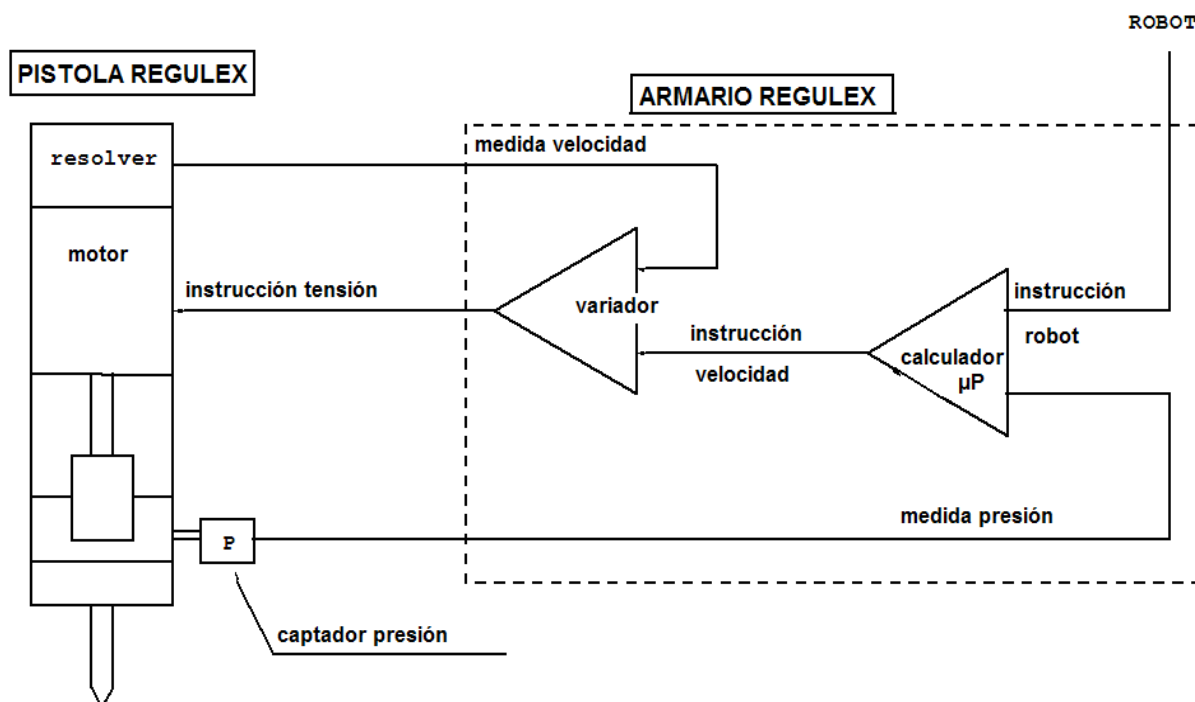 ROBOT
PISTOLA REGULEX
ARMARIO REGULEX
resolver
medida velocidad
motor
instrucción tensión
variador
instrucción
velocidad
calculador
µP
instrucción
robot
medida presión
P
captador presión